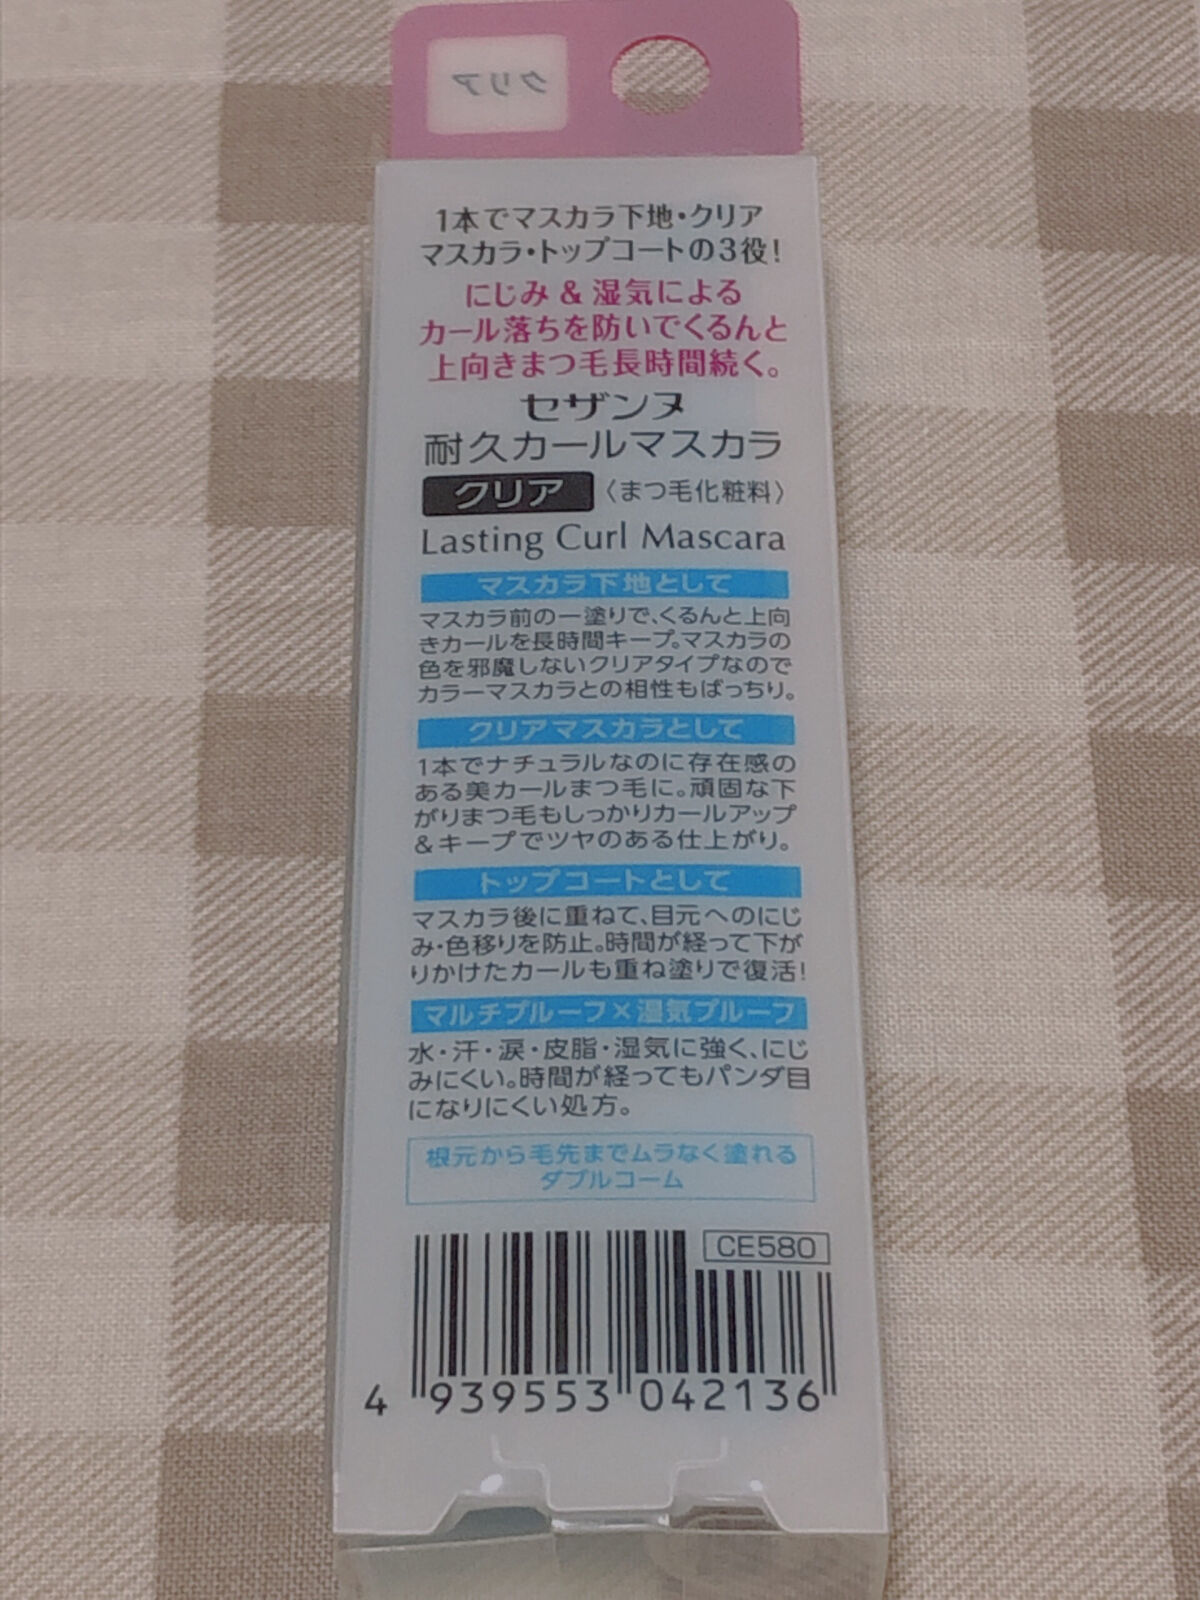 クリア
1本でマスカラ下地・クリア
マスカラ・トップコートの3役!
にじみ & 湿気による
カール落ちを防いでくるんと
上向きまつ毛長時間続く。
セザンヌ
耐久カールマスカラ
クリア 〈まつ毛化粧料〉
Lasting Curl Mascara
マスカラ下地として
マスカラ前の一塗りで、くるんと上向
きカールを長時間キープ。マスカラの
色を邪魔しないクリアタイプなので
カラーマスカラとの相性もばっちり。
クリアマスカラとして
1本でナチュラルなのに存在感の
ある美カールまつ毛に。頑固な下
がりまつ毛もしっかりカールアップ
&キープでツヤのある仕上がり。
トップコートとして
マスカラ後に重ねて、目元へのにじ
み・色移りを防止。時間が経って下が
りかけたカールも重ね塗りで復活!
マルチプルーフ×湿気プルーフ
水・汗・涙・皮脂・湿気に強く、にじ
みにくい。時間が経ってもパンダ目
になりにくい処方。
根元から毛先までムラなく塗れる
ダブルコーム
CE580
4 939553 042136